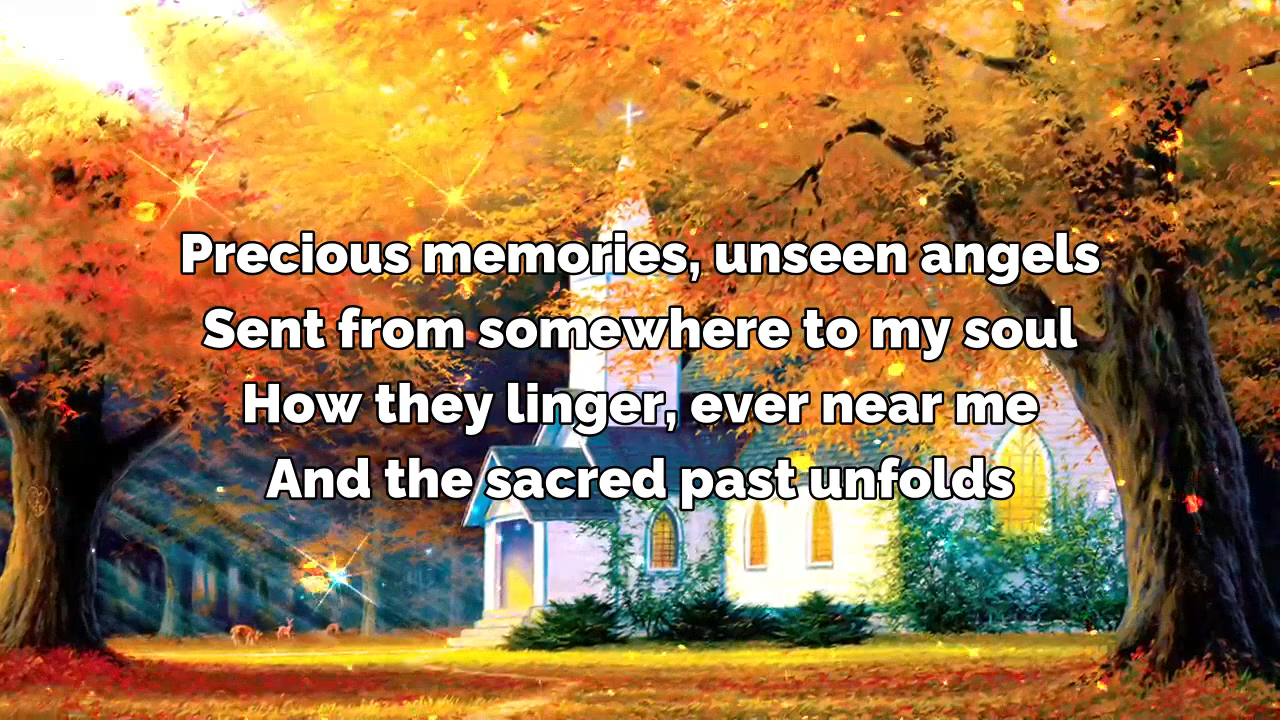 Precious memories, unseen angels
Sent from somewhere to my soul
How they linger, ever near me
And the sacred past unfolds